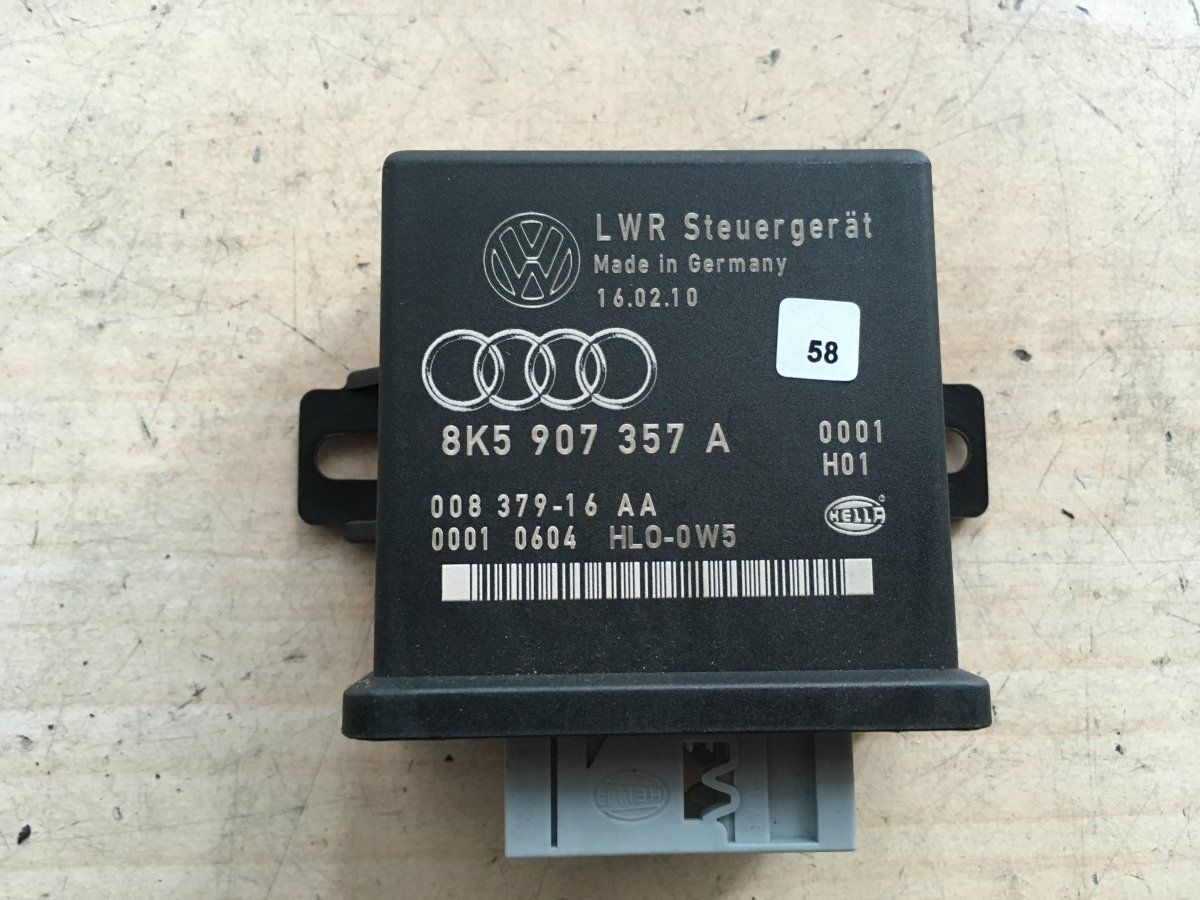 LWR Steuergerät
Made in Germany
16.02.10
58
8K5 907 357 A
0001
H01
008 379-16 AA
HELLA
0001 0604 HLO-0W5
HELLA